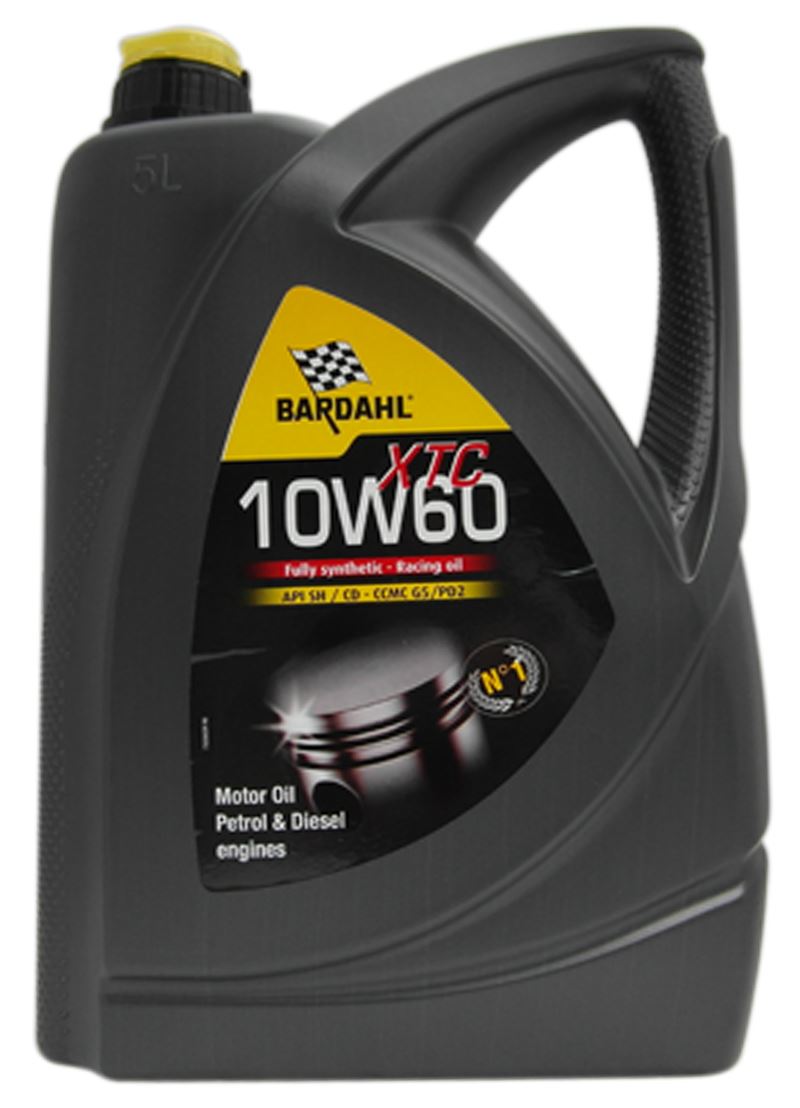 5L
BARDAHL®
XTC
10W60
Fully synthetic - Racing oil
API SN / CD - CCMC G5/PD2
N°1
Motor Oil
Petrol & Diesel
engines